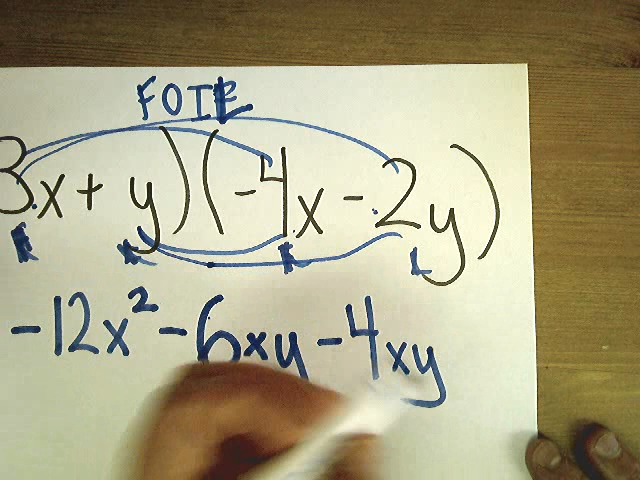 FOIL
3x + y)(-4x - 2y)
L
-12x² - 6xy - 4xy